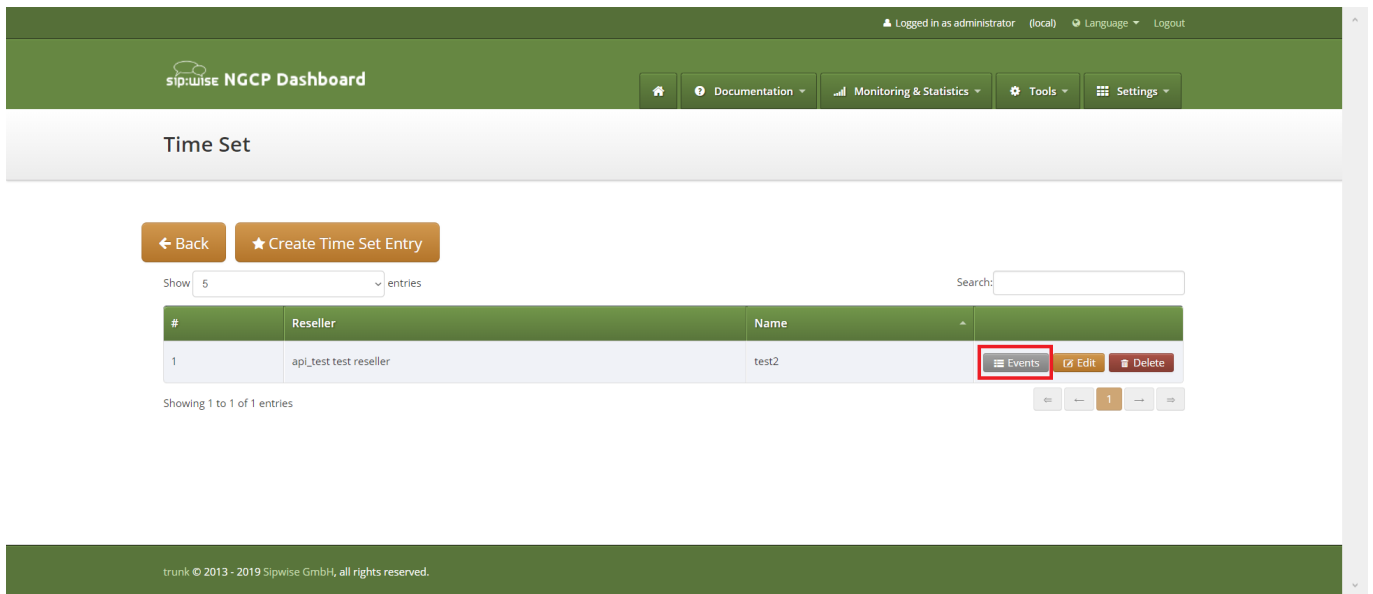 Logged in as administrator (local) Language Logout
sip:wise NGCP Dashboard
Documentation Monitoring & Statistics Tools Settings
Time Set
Back Create Time Set Entry
Show 5 entries Search:
# Reseller Name
1 api_test test reseller test2 Events Edit Delete
Showing 1 to 1 of 1 entries 1
trunk © 2013 - 2019 Sipwise GmbH, all rights reserved.